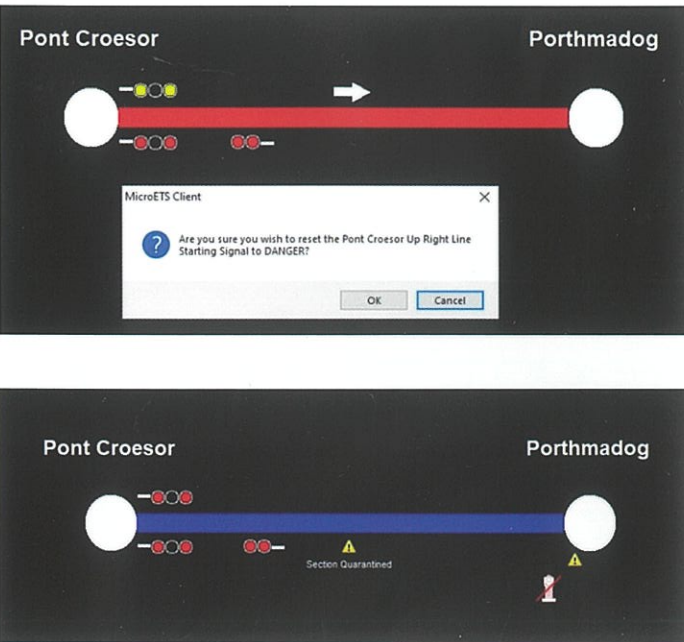 Pont Croesor
Porthmadog
MicroETS Client
Are you sure you wish to reset the Pont Croesor Up Right Line
Starting Signal to DANGER?
OK
Cancel
Pont Croesor
Porthmadog
Section Quarantined